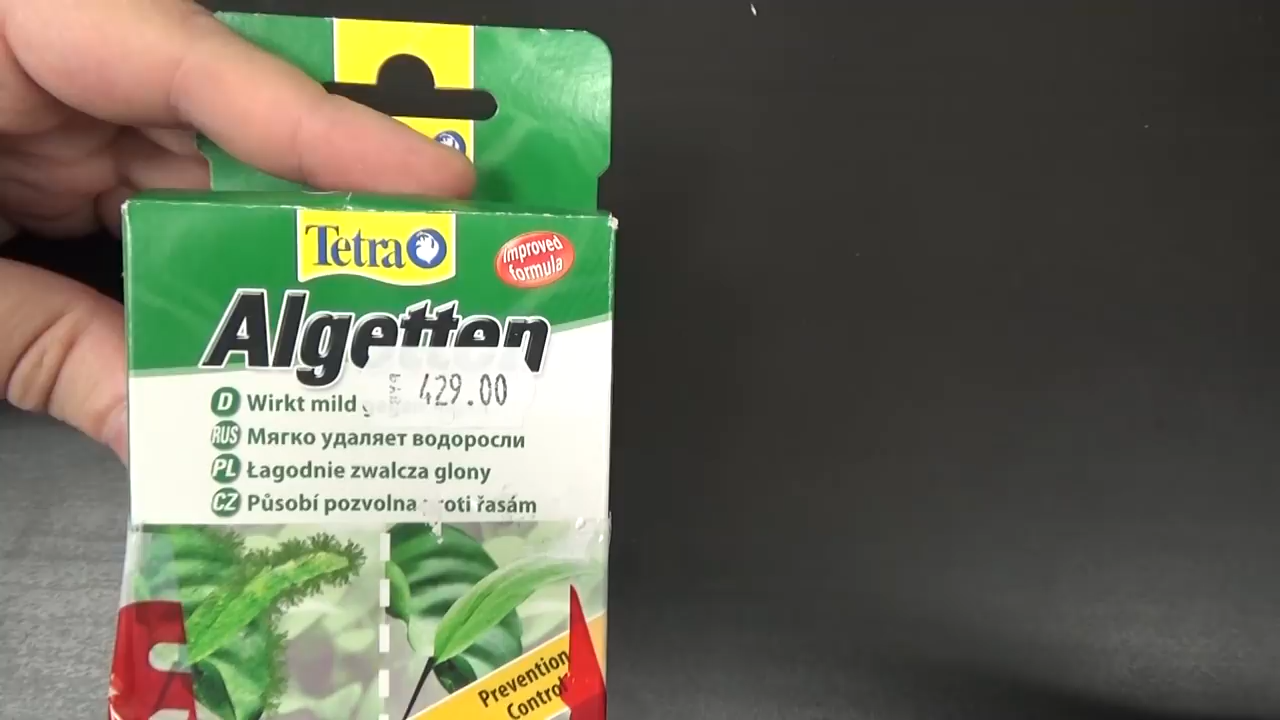 Tetra
Improved
formula
Algetten
429.00
D Wirkt mild
RUS Мягко удаляет водоросли
PL Łagodnie zwalcza glony
CZ Působí pozvolna proti řasám
Prevention
Control